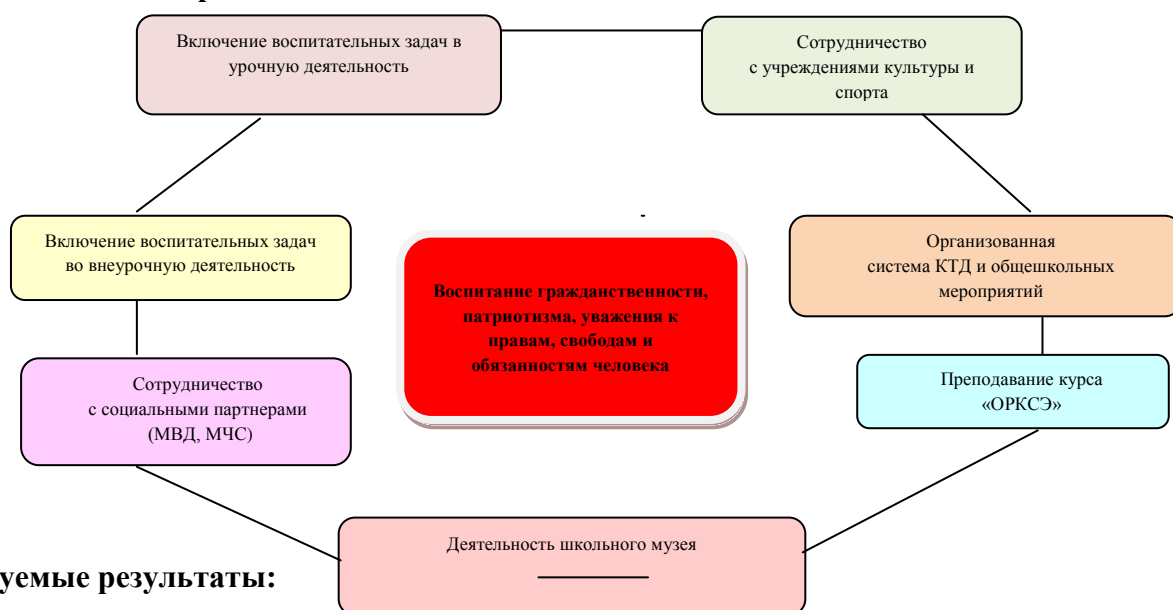 Включение воспитательных задач в
урочную деятельность
Сотрудничество
с учреждениями культуры и
спорта
Включение воспитательных задач
во внеурочную деятельность
Воспитание гражданственности,
патриотизма, уважения к
правам, свободам и
обязанностям человека
Организованная
система КТД и общешкольных
мероприятий
Сотрудничество
с социальными партнерами
(МВД, МЧС)
Преподавание курса
«ОРКСЭ»
Деятельность школьного музея
уемые результаты: